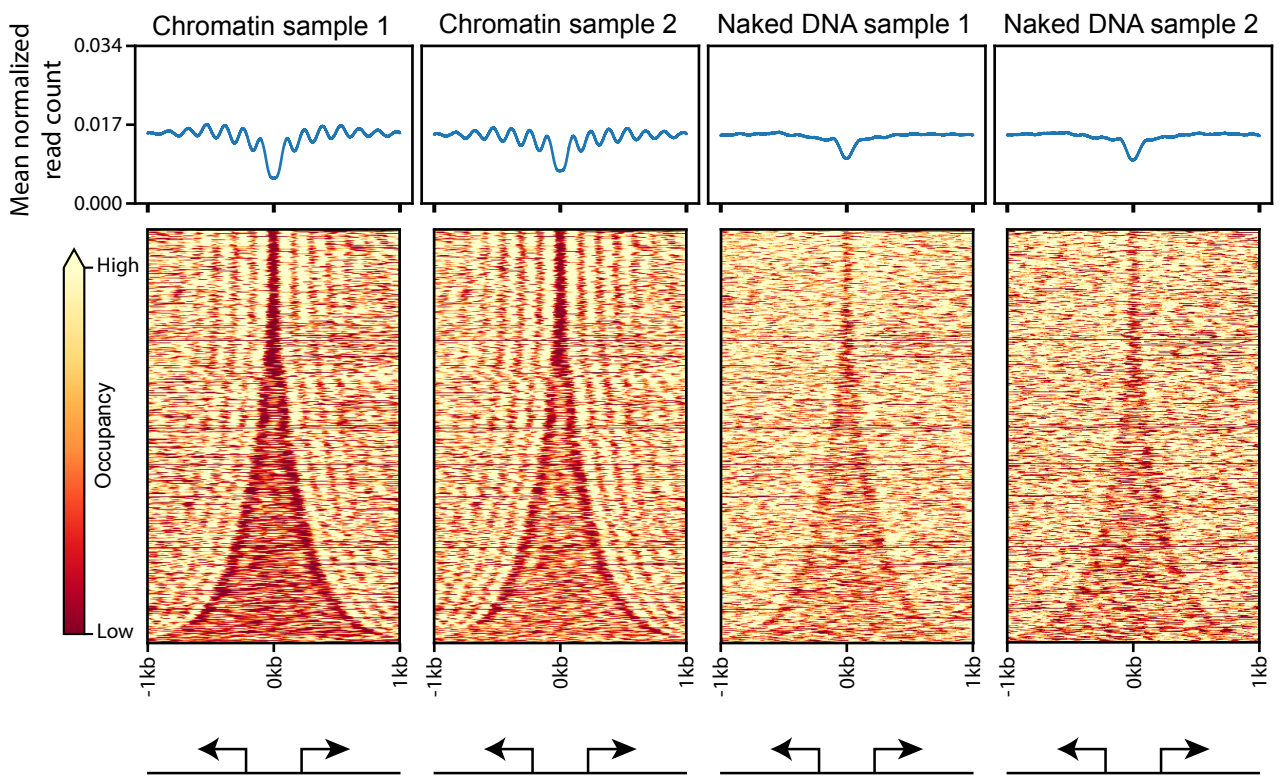 Chromatin sample 1
Chromatin sample 2
Naked DNA sample 1
Naked DNA sample 2
Mean normalized
read count
0.034
0.017
0.000
High
Occupancy
Low
-1kb
0kb
1kb
-1kb
0kb
1kb
-1kb
0kb
1kb
-1kb
0kb
1kb